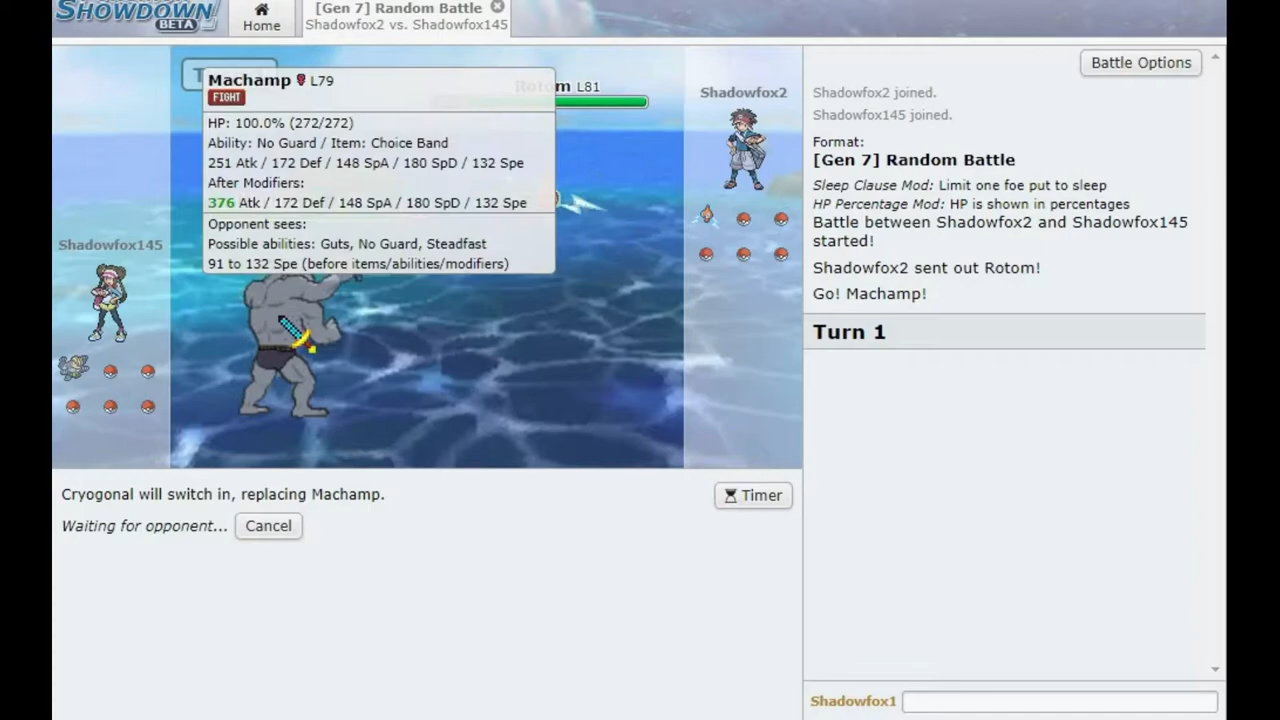 SHOWDOWN
BETA
Home
[Gen 7] Random Battle
Shadowfox2 vs. Shadowfox145
Machamp L79
FIGHT
HP: 100.0% (272/272)
Ability: No Guard / Item: Choice Band
251 Atk / 172 Def / 148 SpA / 180 SpD / 132 Spe
After Modifiers:
376 Atk / 172 Def / 148 SpA / 180 SpD / 132 Spe
Opponent sees:
Possible abilities: Guts, No Guard, Steadfast
91 to 132 Spe (before items/abilities/modifiers)
Rotom L81
Shadowfox2
Shadowfox145
Cryogonal will switch in, replacing Machamp.
Timer
Waiting for opponent...
Cancel
Battle Options
Shadowfox2 joined.
Shadowfox145 joined.
Format:
[Gen 7] Random Battle
Sleep Clause Mod: Limit one foe put to sleep
HP Percentage Mod: HP is shown in percentages
Battle between Shadowfox2 and Shadowfox145
started!
Shadowfox2 sent out Rotom!
Go! Machamp!
Turn 1
Shadowfox1